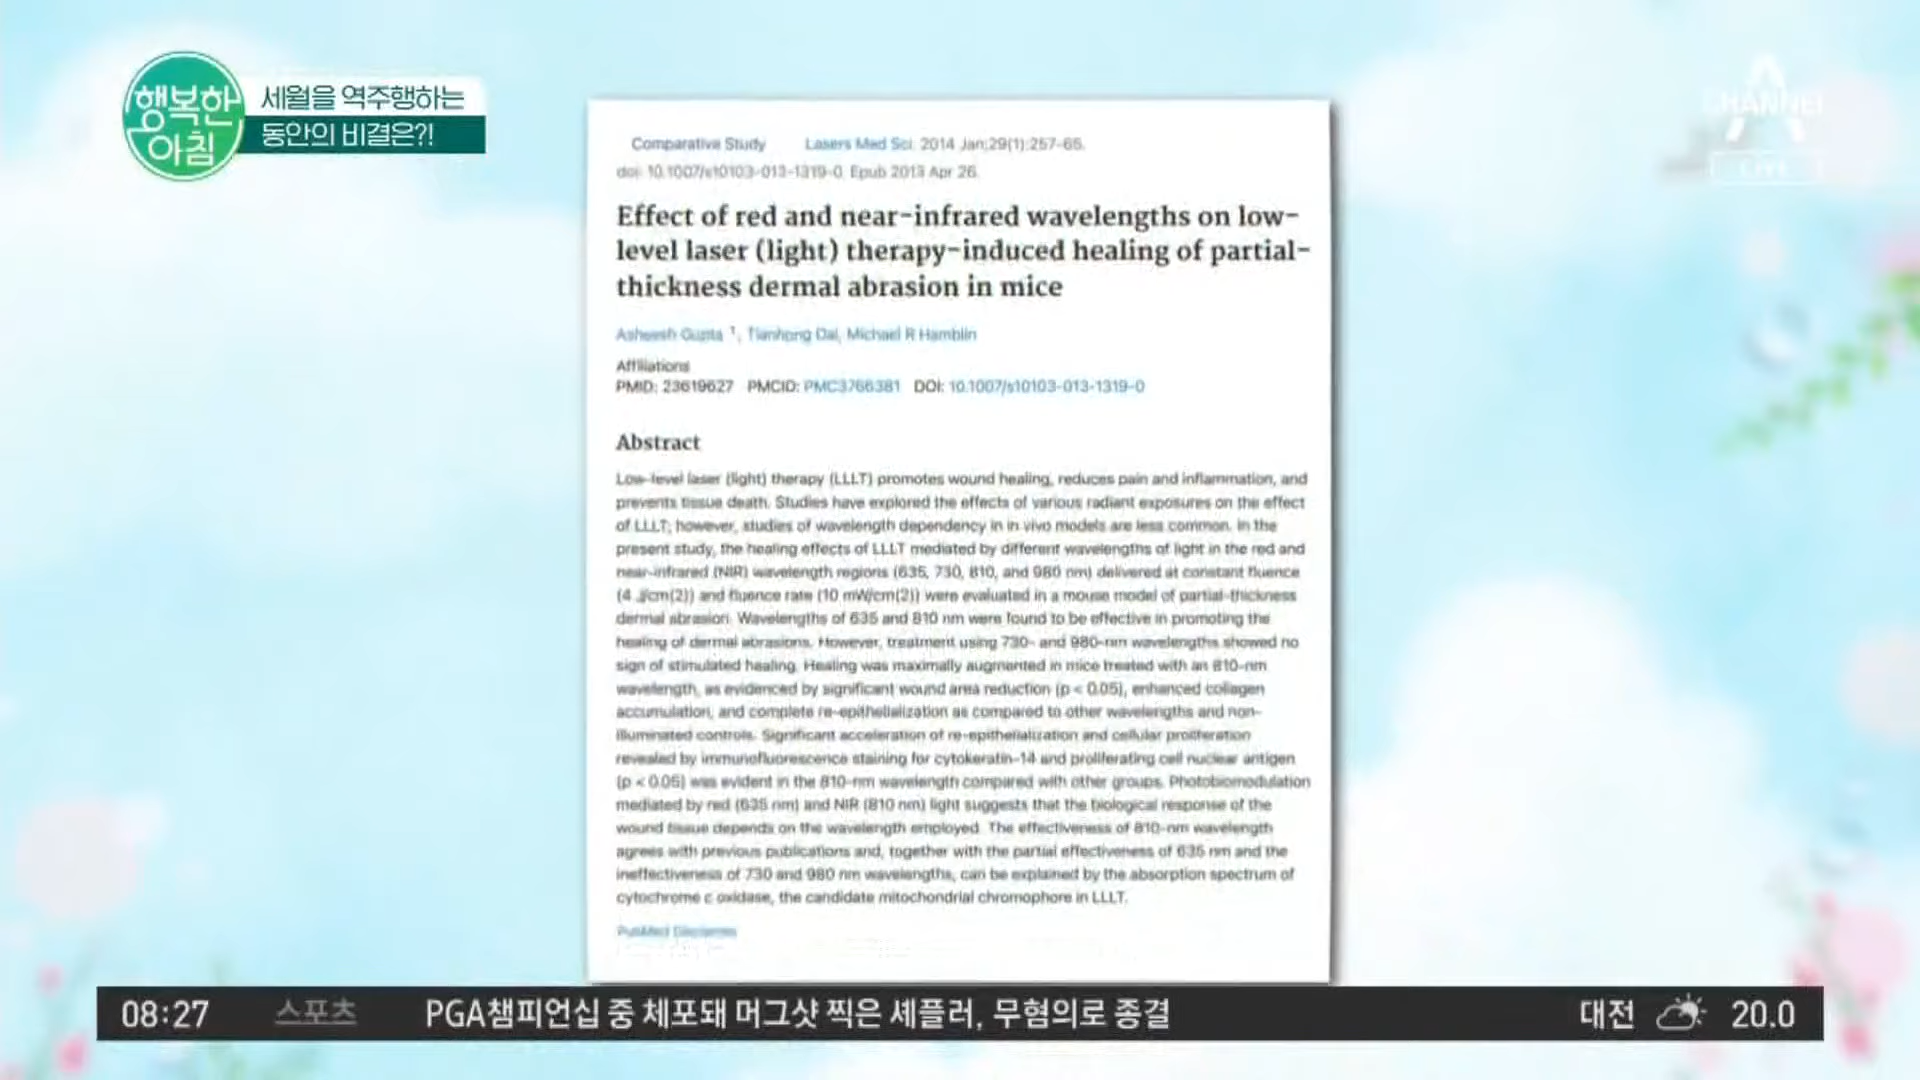 행복한
아침
세월을 역주행하는
동안의 비결은?!
CHANNEL A
LIVE
Comparative Study Lasers Med Sci. 2014 Jan;29(1):257-65.
doi: 10.1007/s10103-013-1319-0. Epub 2013 Apr 26.
Effect of red and near-infrared wavelengths on low-
level laser (light) therapy-induced healing of partial-
thickness dermal abrasion in mice
Asheesh Gupta 1, Tianhong Dai, Michael R Hamblin
Affiliations
PMID: 23619627 PMCID: PMC3766381 DOI: 10.1007/s10103-013-1319-0
Abstract
Low-level laser (light) therapy (LLLT) promotes wound healing, reduces pain and inflammation, and
prevents tissue death. Studies have explored the effects of various radiant exposures on the effect
of LLLT; however, studies of wavelength dependency in in vivo models are less common. In the
present study, the healing effects of LLLT mediated by different wavelengths of light in the red and
near-infrared (NIR) wavelength regions (635, 730, 810, and 980 nm) delivered at constant fluence
(4 J/cm(2)) and fluence rate (10 mW/cm(2)) were evaluated in a mouse model of partial-thickness
dermal abrasion. Wavelengths of 635 and 810 nm were found to be effective in promoting the
healing of dermal abrasions. However, treatment using 730- and 980-nm wavelengths showed no
sign of stimulated healing. Healing was maximally augmented in mice treated with an 810-nm
wavelength, as evidenced by significant wound area reduction (p < 0.05), enhanced collagen
accumulation, and complete re-epithelialization as compared to other wavelengths and non-
illuminated controls. Significant acceleration of re-epithelialization and cellular proliferation
revealed by immunofluorescence staining for cytokeratin-14 and proliferating cell nuclear antigen
(p < 0.05) was evident in the 810-nm wavelength compared with other groups. Photobiomodulation
mediated by red (635 nm) and NIR (810 nm) light suggests that the biological response of the
wound tissue depends on the wavelength employed. The effectiveness of 810-nm wavelength
agrees with previous publications and, together with the partial effectiveness of 635 nm and the
ineffectiveness of 730 and 980 nm wavelengths, can be explained by the absorption spectrum of
cytochrome c oxidase, the candidate mitochondrial chromophore in LLLT.
PubMed Disclaimer
08:27 스포츠 PGA챔피언십 중 체포돼 머그샷 찍은 셰플러, 무혐의로 종결 대전 20.0